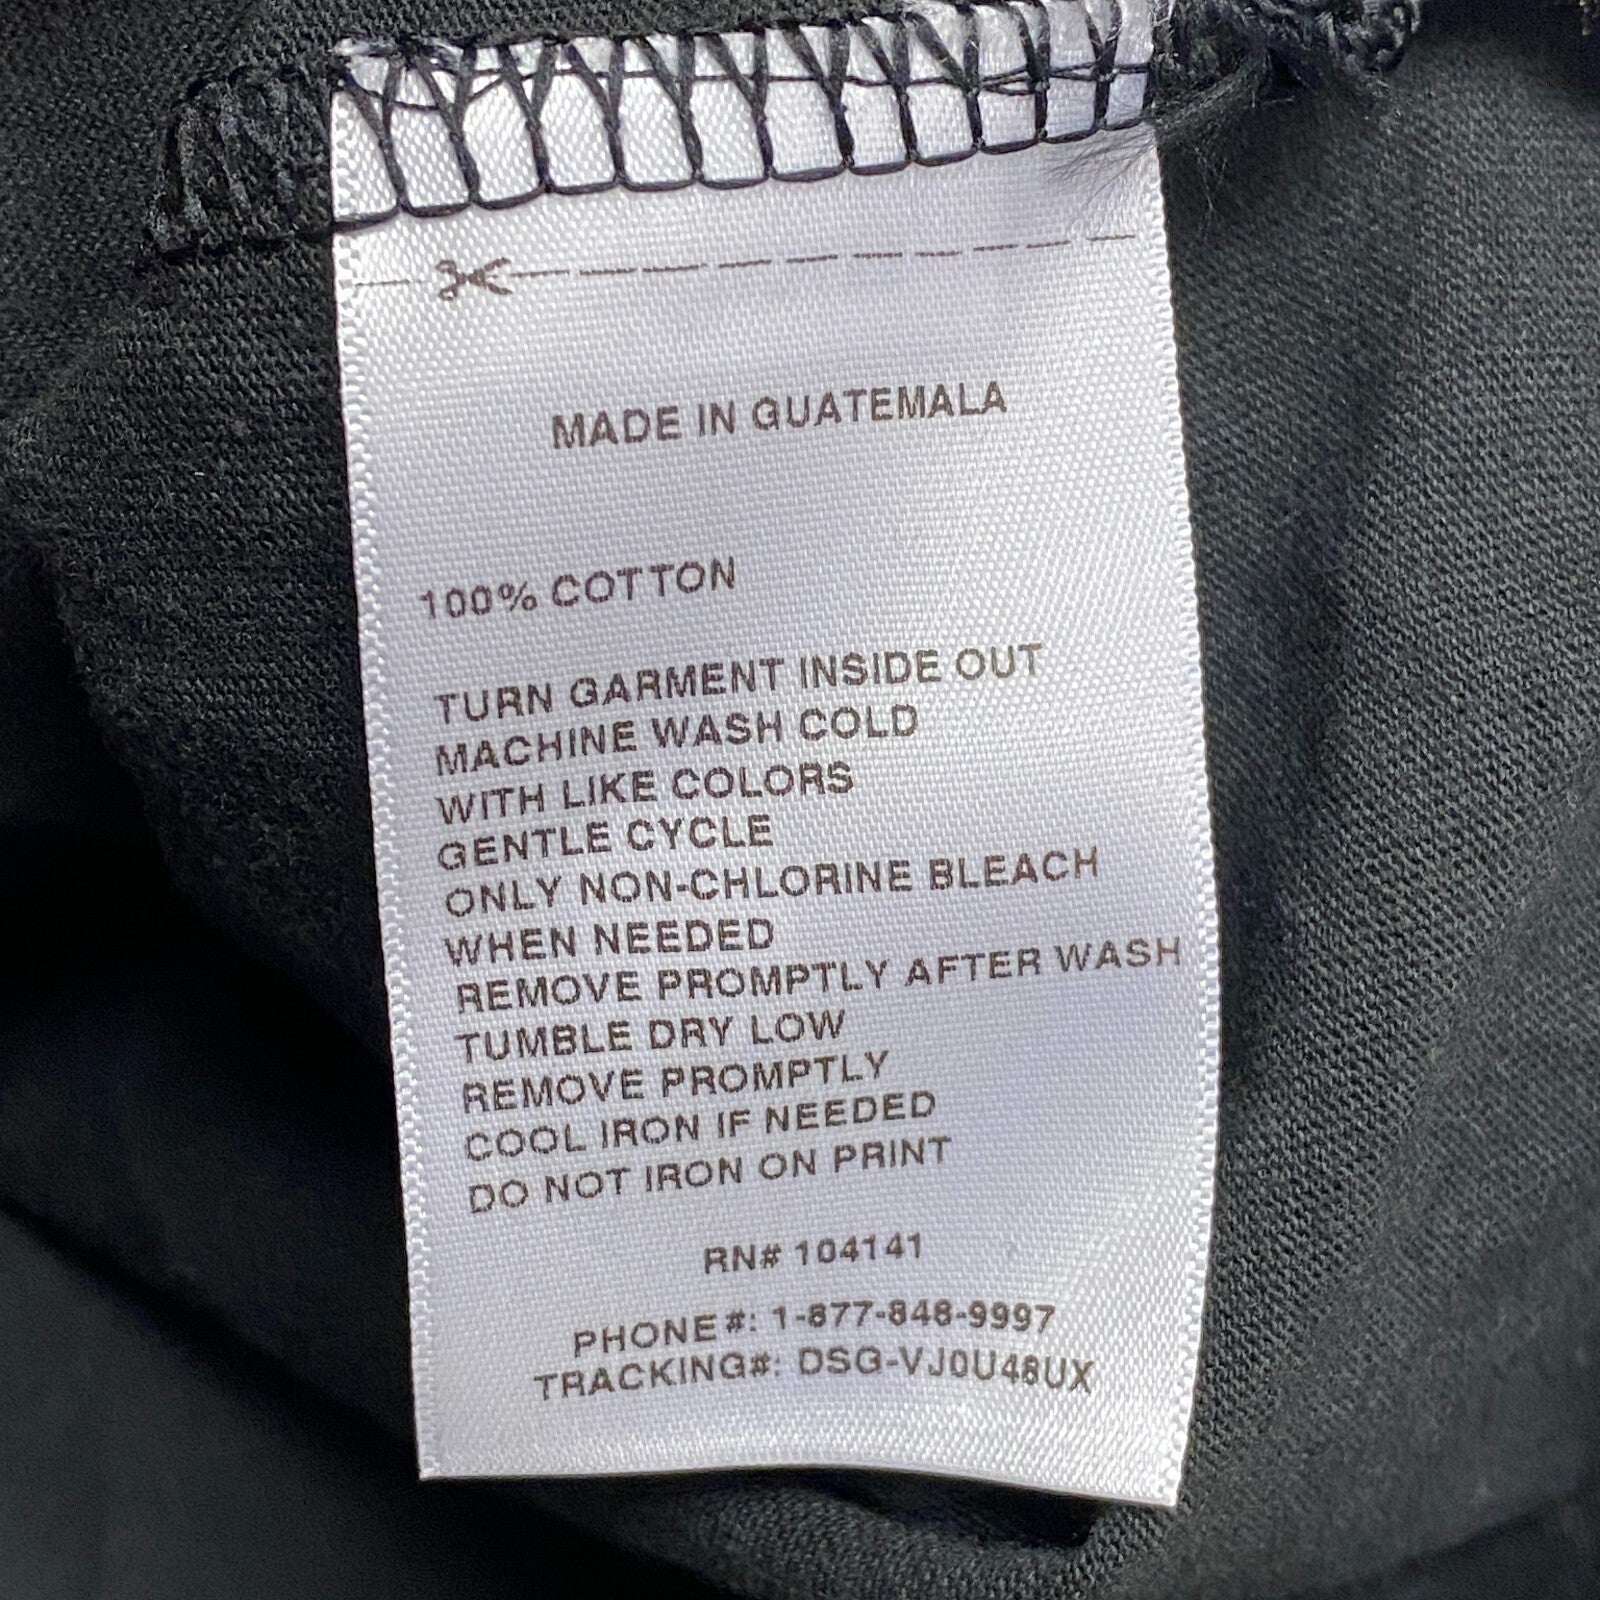 MADE IN GUATEMALA
100% COTTON
TURN GARMENT INSIDE OUT
MACHINE WASH COLD
WITH LIKE COLORS
GENTLE CYCLE
ONLY NON-CHLORINE BLEACH
WHEN NEEDED
REMOVE PROMPTLY AFTER WASH
TUMBLE DRY LOW
REMOVE PROMPTLY
COOL IRON IF NEEDED
DO NOT IRON ON PRINT
RN# 104141
PHONE#: 1-877-848-9997
TRACKING#: DSG-VJ0U48UX